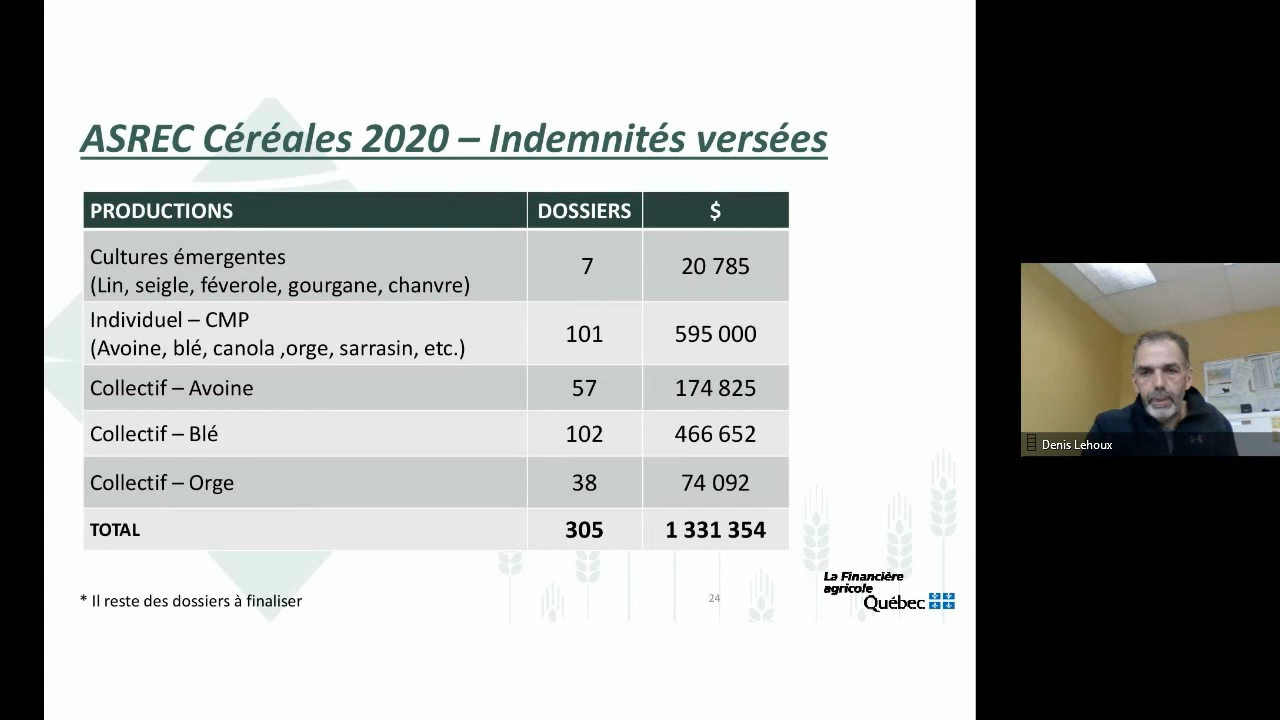 ASREC Céréales 2020 – Indemnités versées
PRODUCTIONS DOSSIERS $
Cultures émergentes
(Lin, seigle, féverole, gourgane, chanvre) 7 20 785
Individuel – CMP
(Avoine, blé, canola ,orge, sarrasin, etc.) 101 595 000
Collectif – Avoine 57 174 825
Collectif – Blé 102 466 652
Collectif – Orge 38 74 092
TOTAL 305 1 331 354
* Il reste des dossiers à finaliser
24
La Financière
agricole
Québec
Denis Lehoux